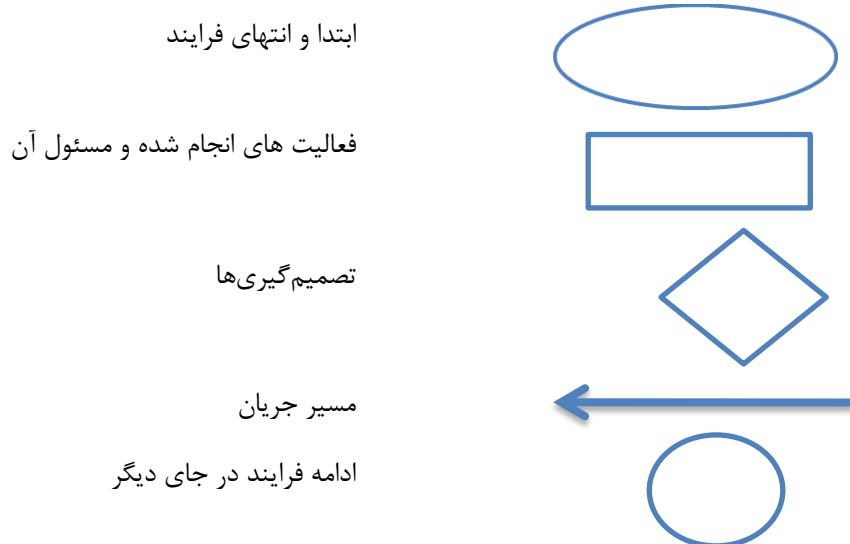 ابتدا و انتهای فرایند
فعالیت های انجام شده و مسئول آن
تصمیم‌گیری‌ها
مسیر جریان
ادامه فرایند در جای دیگر